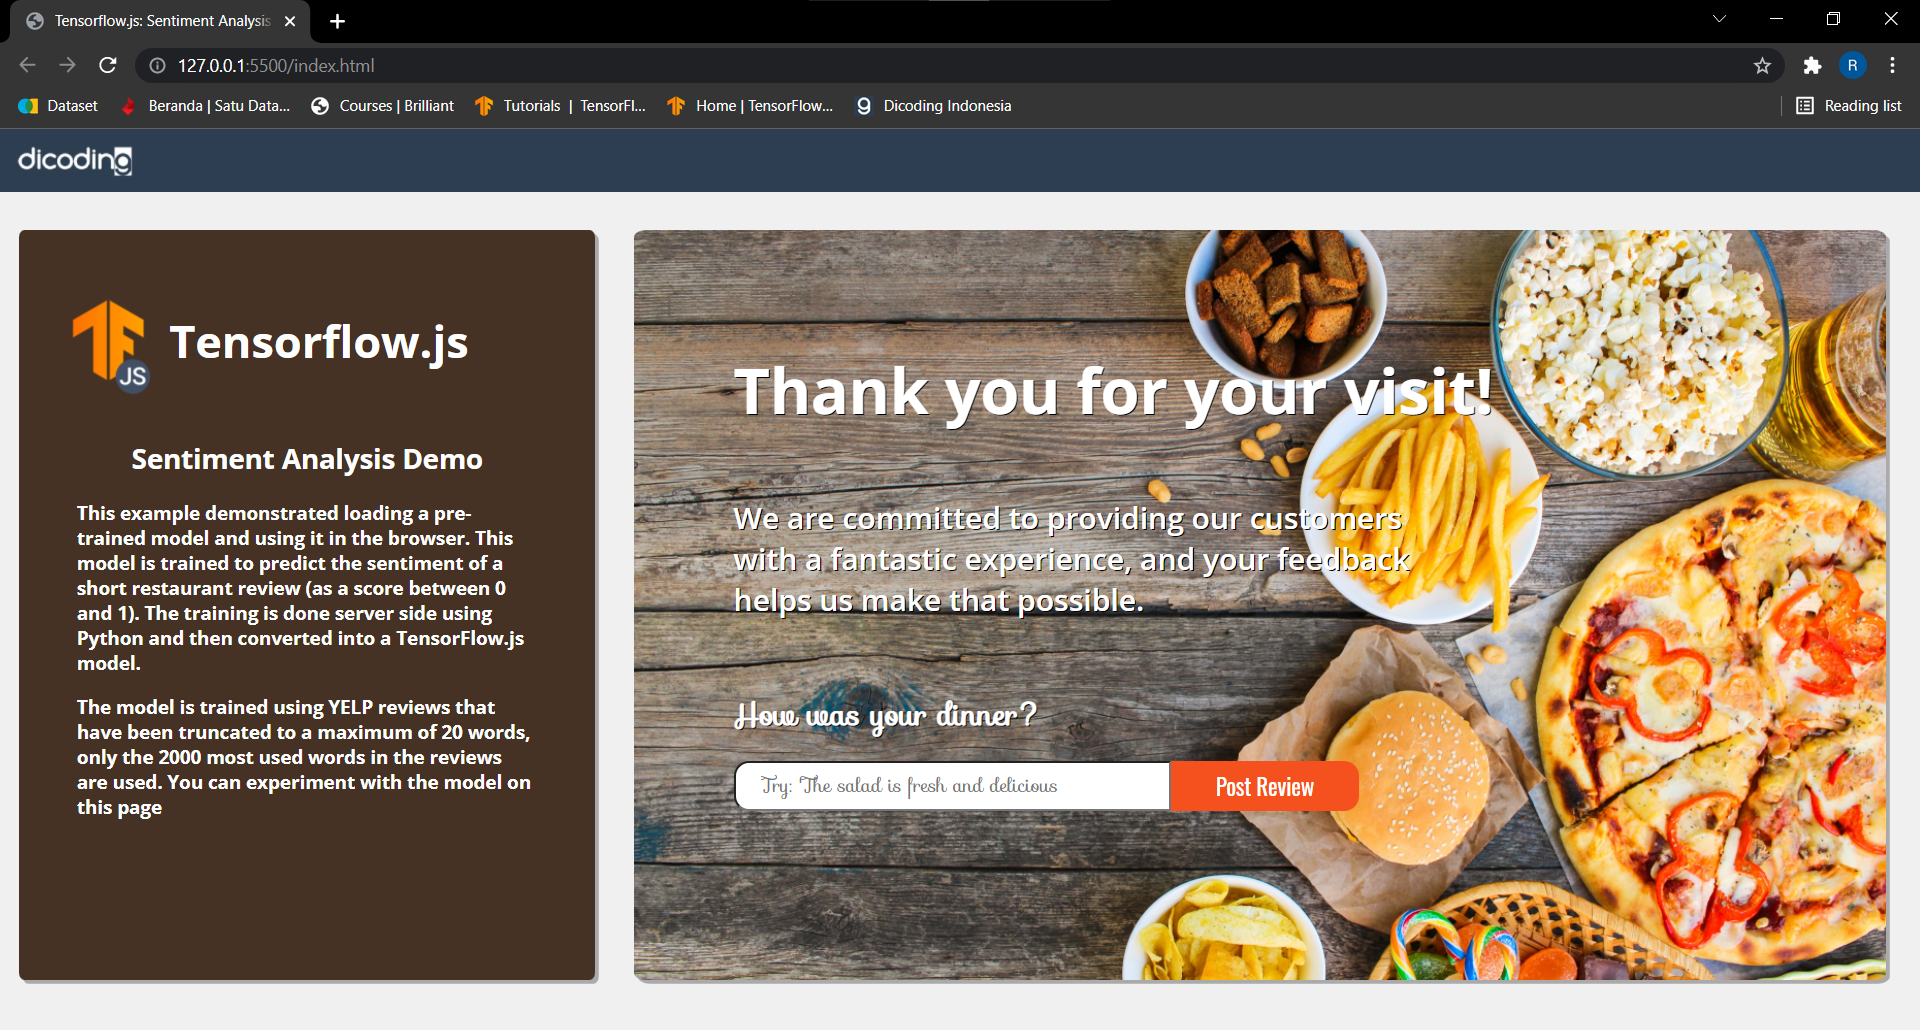 Tensorflow.js: Sentiment Analysis
127.0.0.1:5500/index.html
R
Dataset
Beranda | Satu Data...
Courses | Brilliant
Tutorials | TensorFl...
Home | TensorFlow...
Dicoding Indonesia
Reading list
dicoding
JS
Tensorflow.js
Sentiment Analysis Demo
This example demonstrated loading a pre-
trained model and using it in the browser. This
model is trained to predict the sentiment of a
short restaurant review (as a score between 0
and 1). The training is done server side using
Python and then converted into a TensorFlow.js
model.
The model is trained using YELP reviews that
have been truncated to a maximum of 20 words,
only the 2000 most used words in the reviews
are used. You can experiment with the model on
this page
Thank you for your visit!
We are committed to providing our customers
with a fantastic experience, and your feedback
helps us make that possible.
How was your dinner?
Try: The salad is fresh and delicious
Post Review